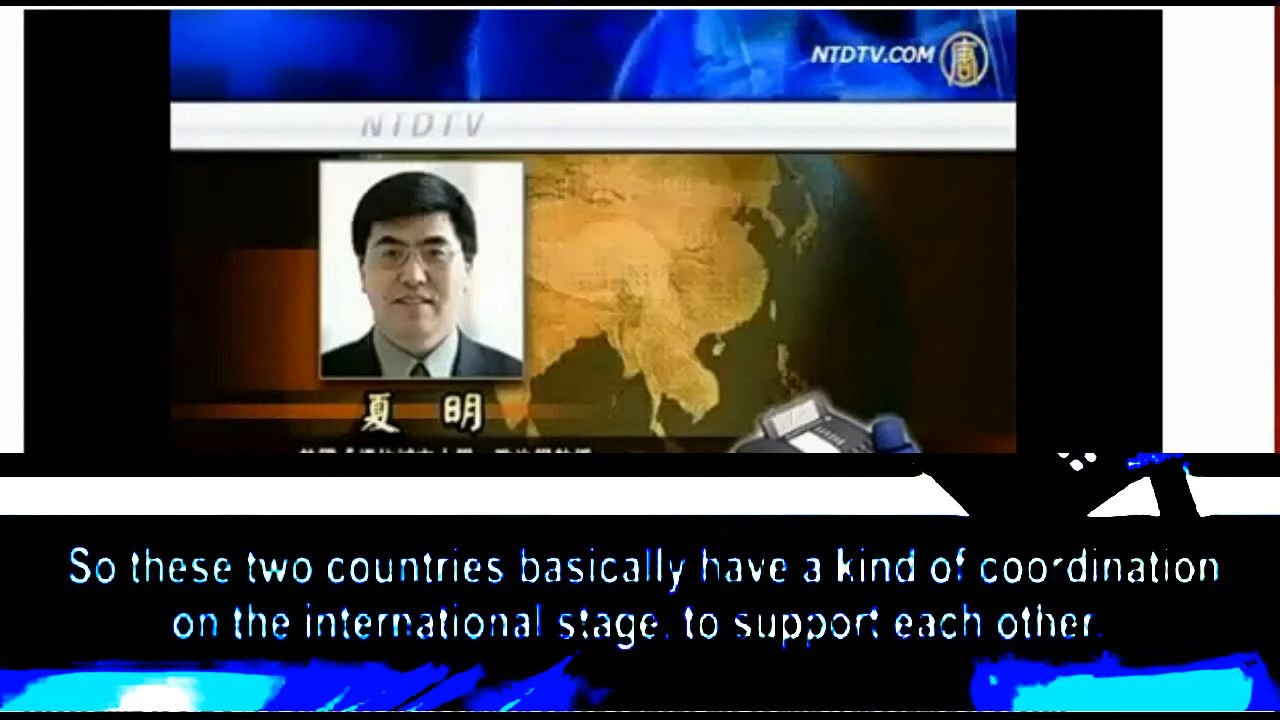 NTDTV.COM
唐
NTDTV
夏 明
So these two countries basically have a kind of coordination
on the international stage, to support each other.